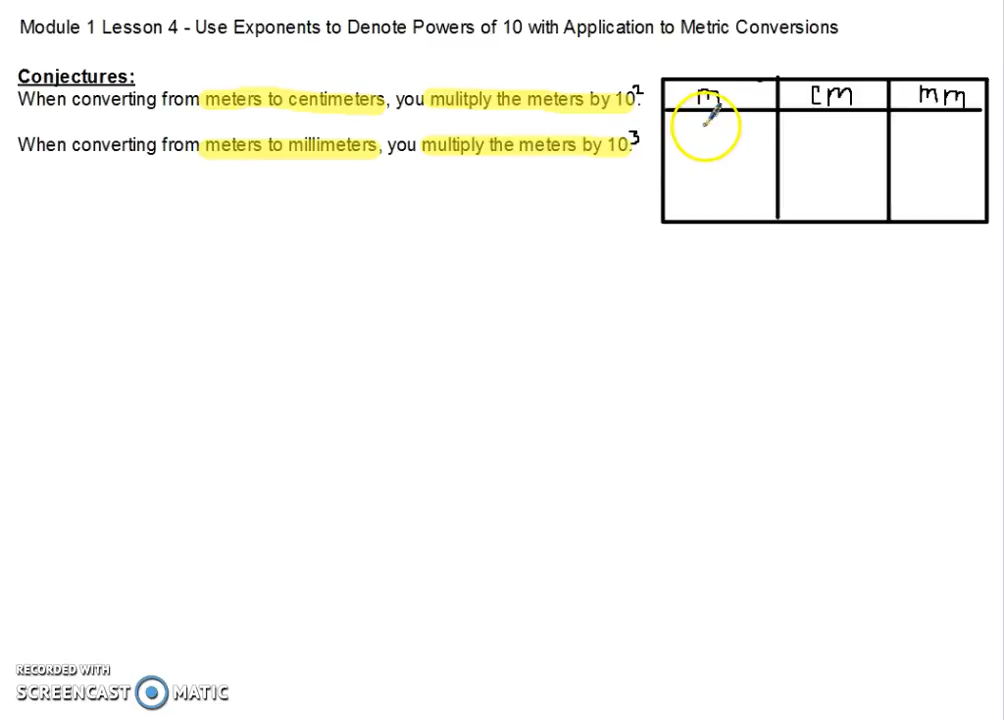 Module 1 Lesson 4 - Use Exponents to Denote Powers of 10 with Application to Metric Conversions
Conjectures:
When converting from meters to centimeters, you mulitply the meters by 10².
When converting from meters to millimeters, you multiply the meters by 10³.
m cm mm
RECORDED WITH
SCREENCAST MATIC